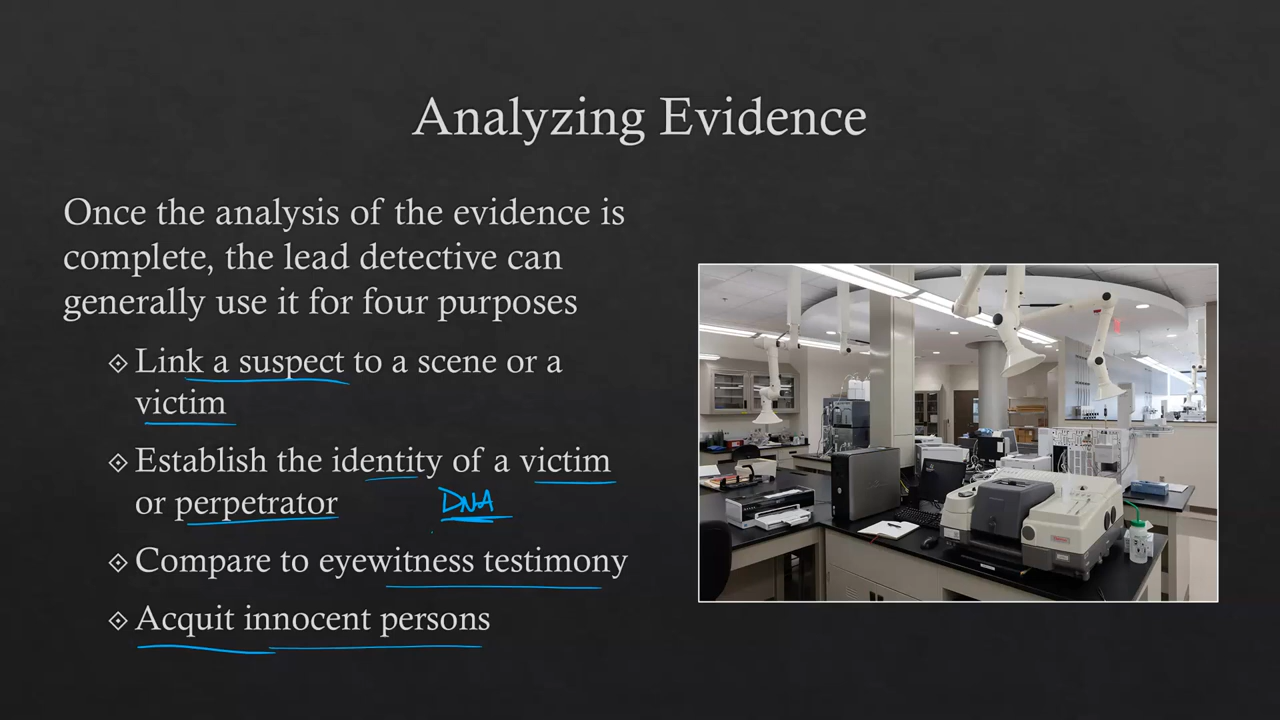 Analyzing Evidence
Once the analysis of the evidence is
complete, the lead detective can
generally use it for four purposes
Link a suspect to a scene or a
victim
Establish the identity of a victim
or perpetrator
DNA
Compare to eyewitness testimony
Acquit innocent persons